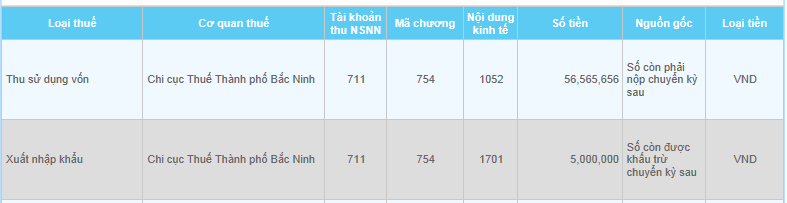 Loại thuế Cơ quan thuế Tài khoản thu NSNN Mã chương Nội dung kinh tế Số tiền Nguồn gốc Loại tiền
Thu sử dụng vốn Chi cục Thuế Thành phố Bắc Ninh 711 754 1052 56,565,656 Số còn phải nộp chuyển kỳ sau VND
Xuất nhập khẩu Chi cục Thuế Thành phố Bắc Ninh 711 754 1701 5,000,000 Số còn được khấu trừ chuyển kỳ sau VND